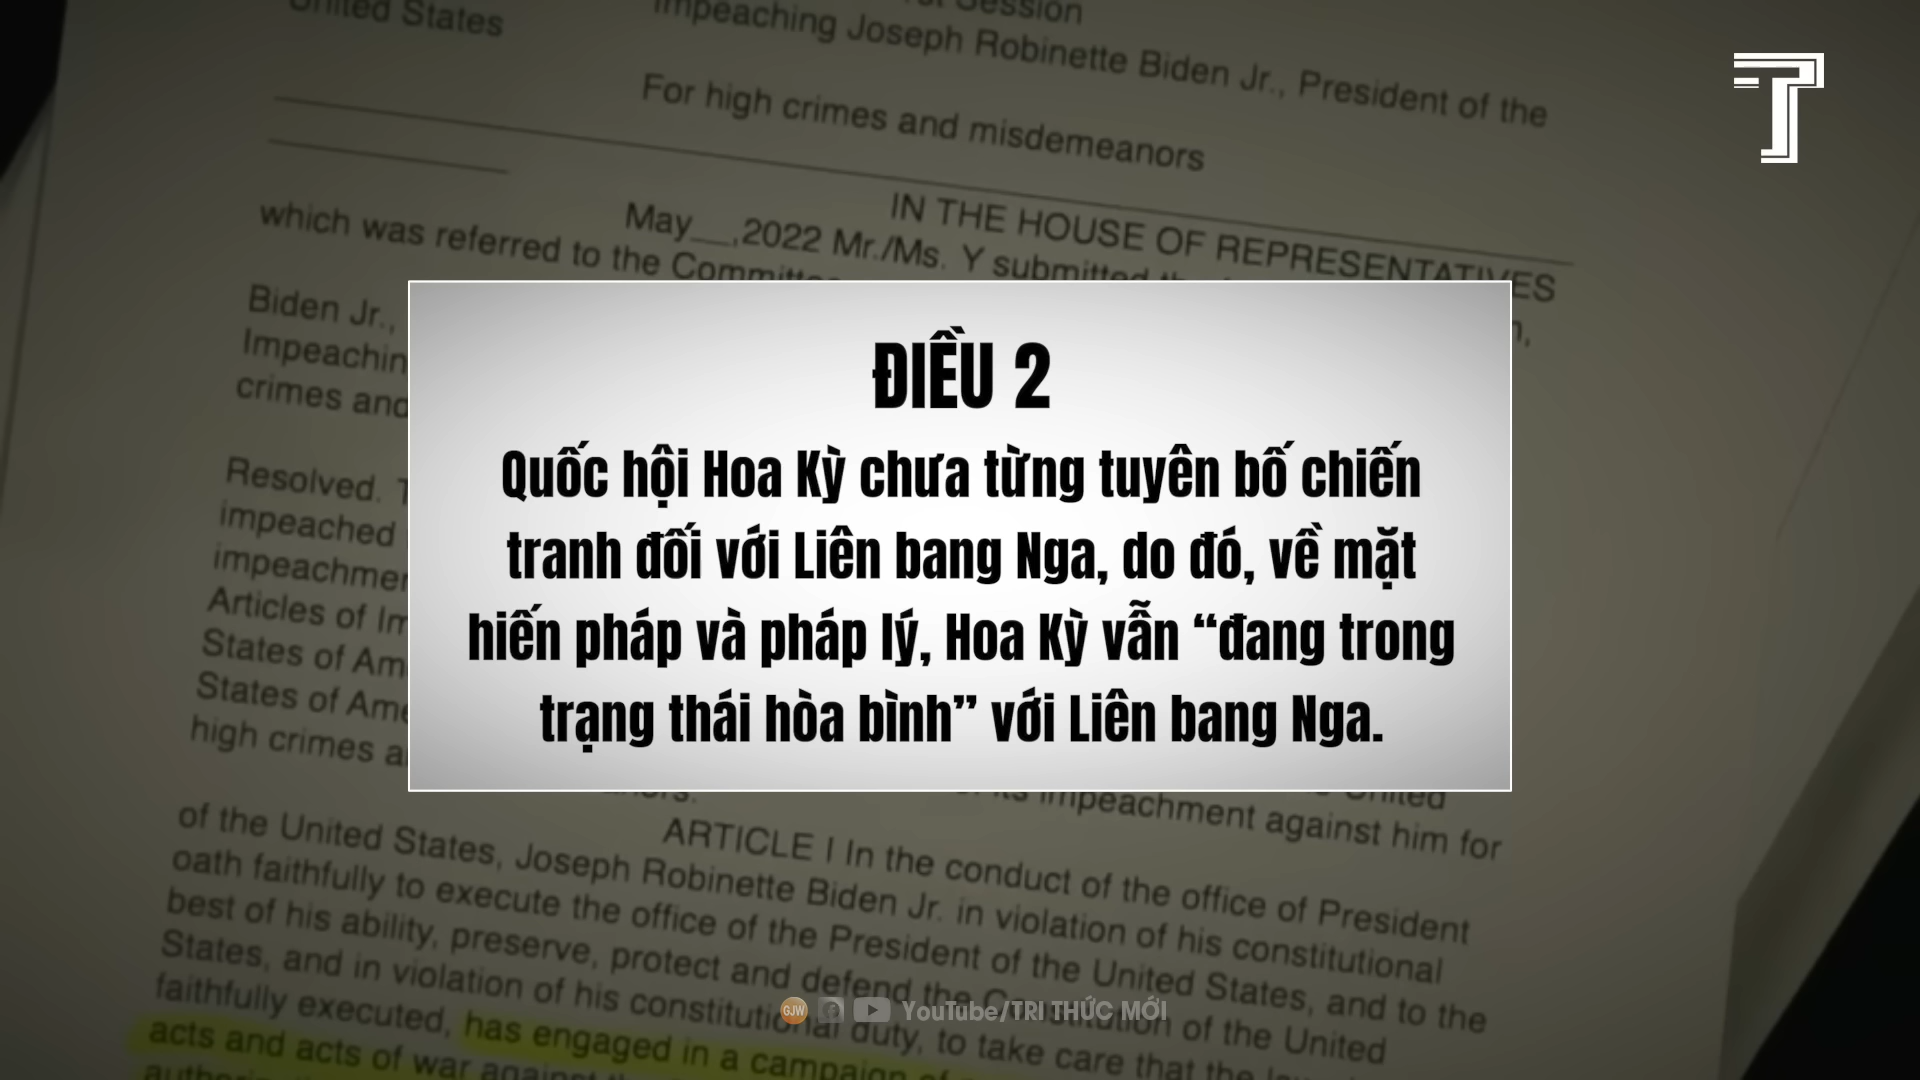 United States
Session
Impeaching Joseph Robinette Biden Jr., President of the
For high crimes and misdemeanors
IN THE HOUSE OF REPRESENTATIVES
May__,2022 Mr./Ms. Y submitted
which was referred to the Committee
Biden Jr.,
crimes and
ĐIỀU 2
Quốc hội Hoa Kỳ chưa từng tuyên bố chiến
tranh đối với Liên bang Nga, do đó, về mặt
hiến pháp và pháp lý, Hoa Kỳ vẫn “đang trong
trạng thái hòa bình” với Liên bang Nga.
Resolved.
impeached
Articles of
States of
States of
high crimes
United
impeachment against him for
ARTICLE I In the conduct of the office of President
of the United States, Joseph Robinette Biden Jr. in violation of his constitutional
oath faithfully to execute the office of the President of the United States, and to the
best of his ability, preserve, protect and defend the Constitution of the United
States, and in violation of his constitutional duty, to take care that the
faithfully executed, has engaged in a campaign of
acts and acts of war against
GJW YouTube/TRI THỨC MỚI